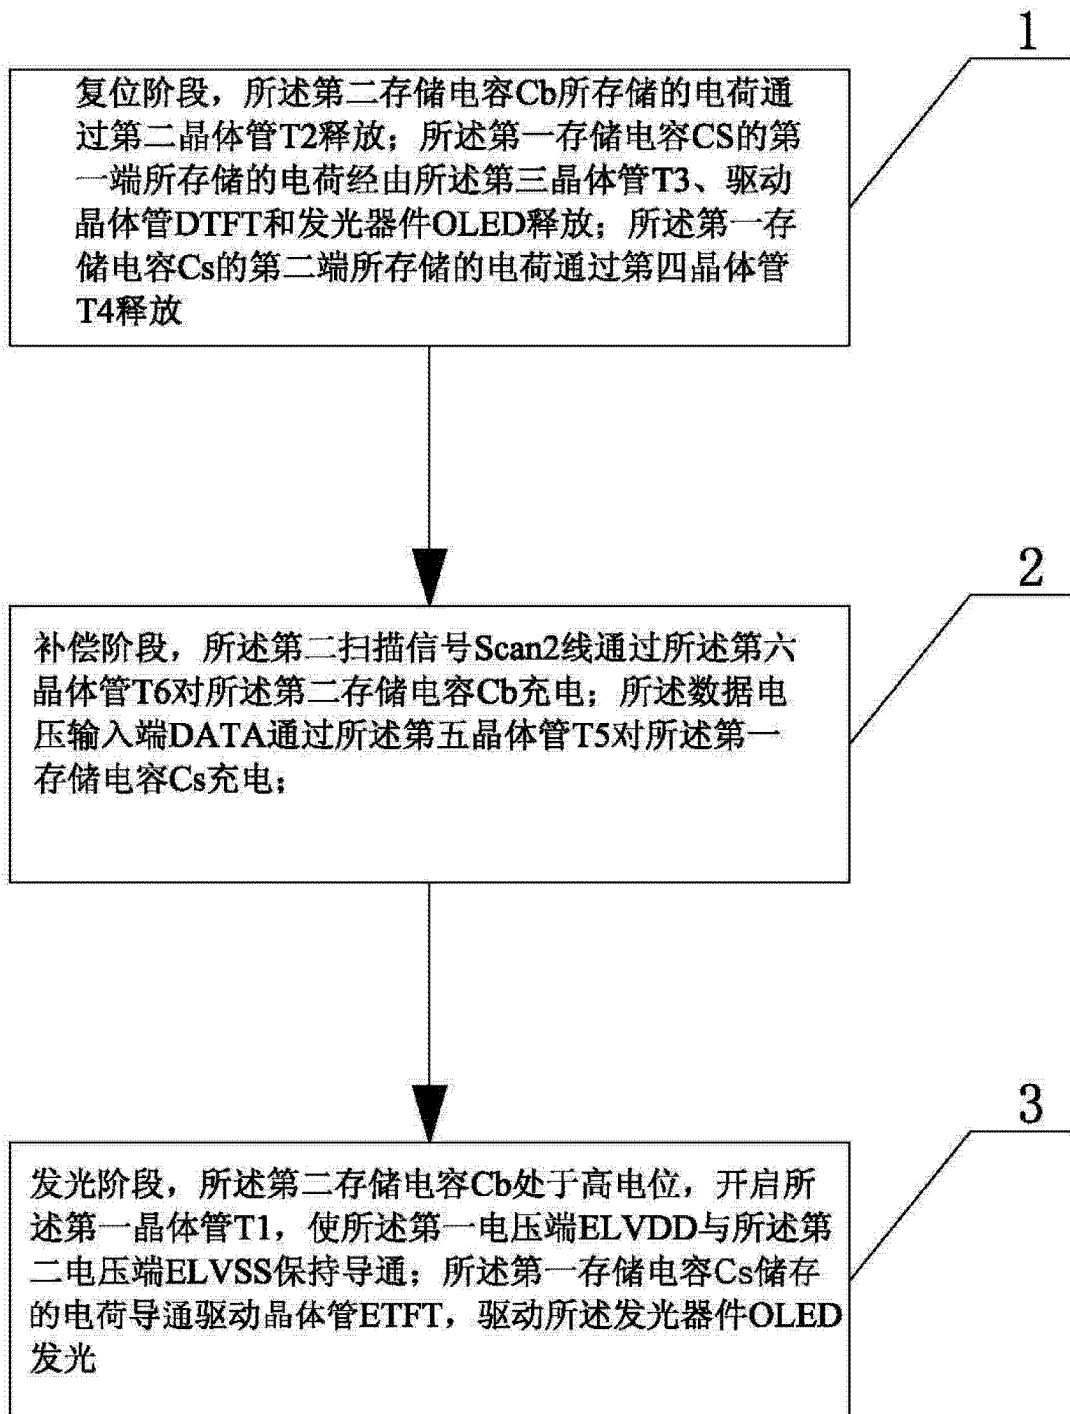 1
复位阶段，所述第二存储电容Cb所存储的电荷通
过第二晶体管T2释放；所述第一存储电容CS的第
一端所存储的电荷经由所述第三晶体管T3、驱动
晶体管DTFT和发光器件OLED释放；所述第一存
储电容Cs的第二端所存储的电荷通过第四晶体管
T4释放
2
补偿阶段，所述第二扫描信号Scan2线通过所述第六
晶体管T6对所述第二存储电容Cb充电；所述数据电
压输入端DATA通过所述第五晶体管T5对所述第一
存储电容Cs充电；
3
发光阶段，所述第二存储电容Cb处于高电位，开启所
述第一晶体管T1，使所述第一电压端ELVDD与所述第
二电压端ELVSS保持导通；所述第一存储电容Cs储存
的电荷导通驱动晶体管ETFT，驱动所述发光器件OLED
发光